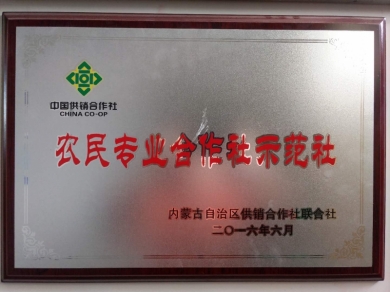 中国供销合作社
CHINA CO-OP
农民专业合作社示范社
内蒙古自治区供销合作社联合社
二〇一六年六月